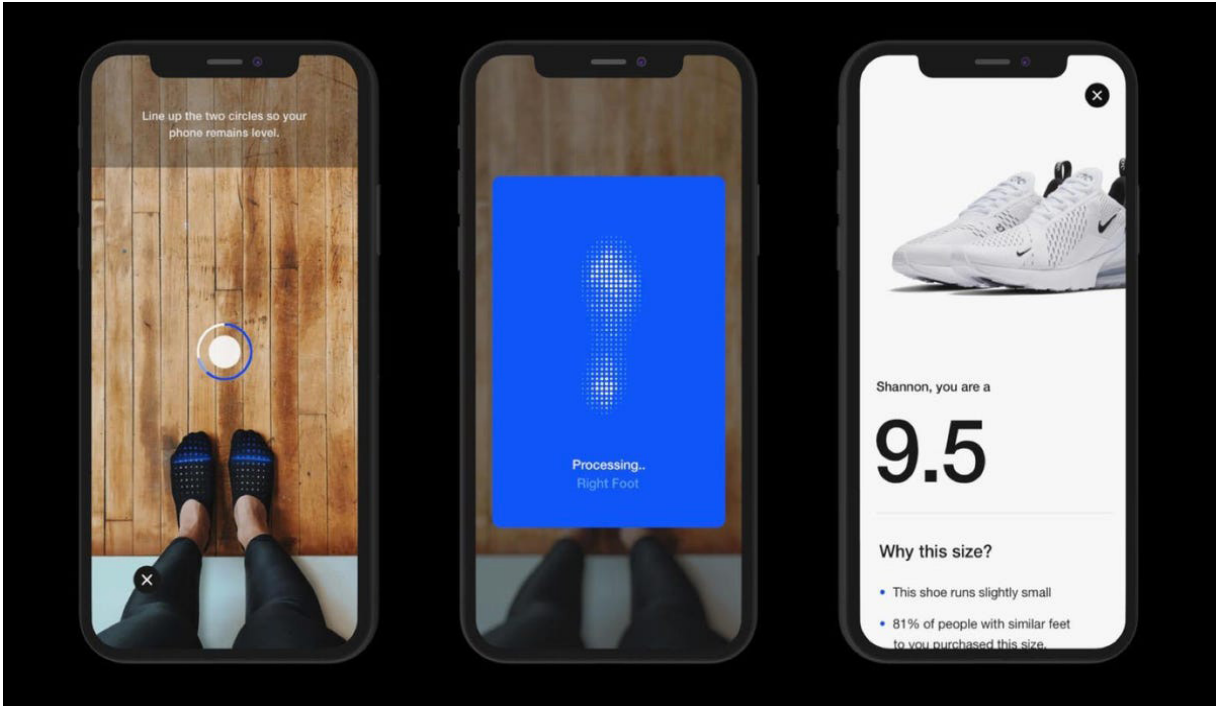 Line up the two circles so your
phone remains level.
Processing..
Right Foot
Shannon, you are a
9.5
Why this size?
This shoe runs slightly small
81% of people with similar feet
to you purchased this size.